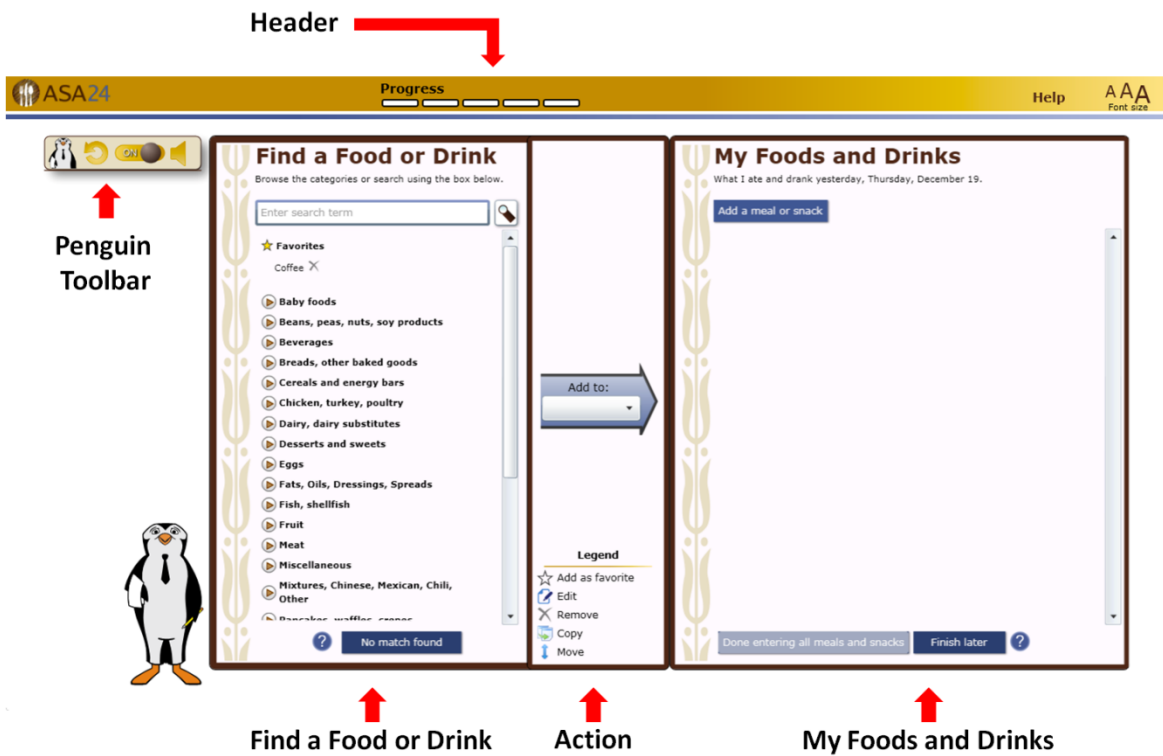 Header
ASA24
Progress
Help
A A A
Font size
ON
Penguin
Toolbar
Find a Food or Drink
Browse the categories or search using the box below.
Enter search term
Favorites
Coffee
Baby foods
Beans, peas, nuts, soy products
Beverages
Breads, other baked goods
Cereals and energy bars
Chicken, turkey, poultry
Dairy, dairy substitutes
Desserts and sweets
Eggs
Fats, Oils, Dressings, Spreads
Fish, shellfish
Fruit
Meat
Miscellaneous
Mixtures, Chinese, Mexican, Chili,
Other
Pancakes, waffles, crepes
? No match found
Add to:
Legend
Add as favorite
Edit
Remove
Copy
Move
My Foods and Drinks
What I ate and drank yesterday, Thursday, December 19.
Add a meal or snack
Done entering all meals and snacks Finish later ?
Find a Food or Drink
Action
My Foods and Drinks